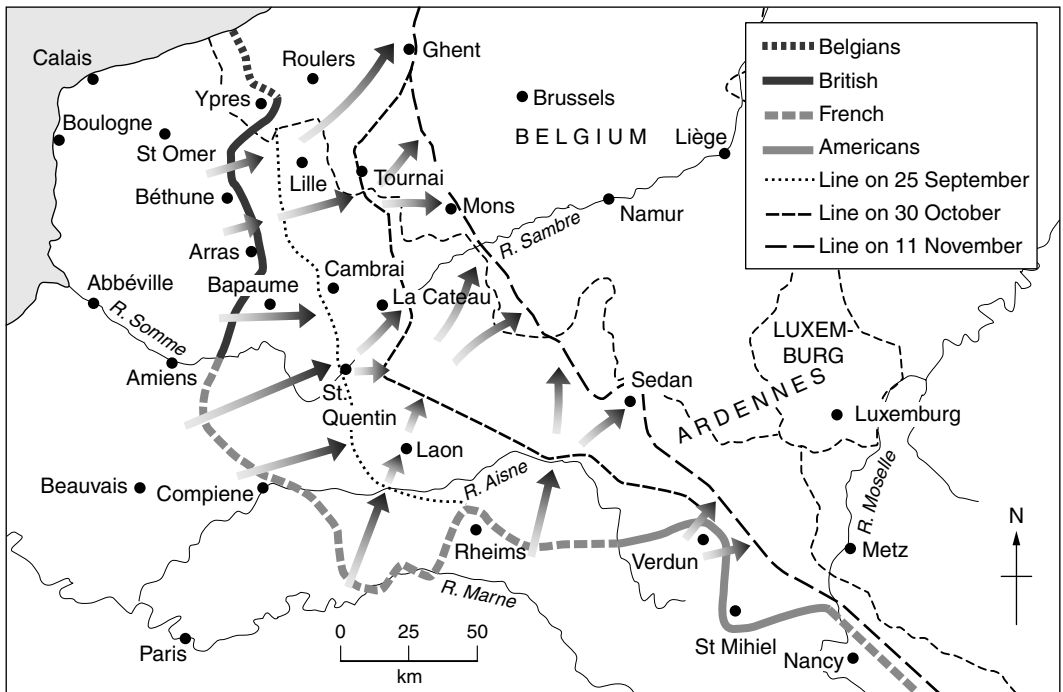 Belgians
British
French
Americans
Line on 25 September
Line on 30 October
Line on 11 November
Calais
Roulers
Ghent
Ypres
Brussels
Boulogne
BELGIUM
St Omer
Liège
Lille
Tournai
Béthune
Mons
Namur
R. Sambre
Arras
Abbéville
Bapaume
Cambrai
La Cateau
R. Somme
LUXEM-
BURG
Amiens
St
Quentin
Sedan
ARDENNES
Luxemburg
Laon
Beauvais
Compiene
R. Aisne
R. Moselle
N
Rheims
Verdun
Metz
R. Marne
Paris
0 25 50
km
St Mihiel
Nancy